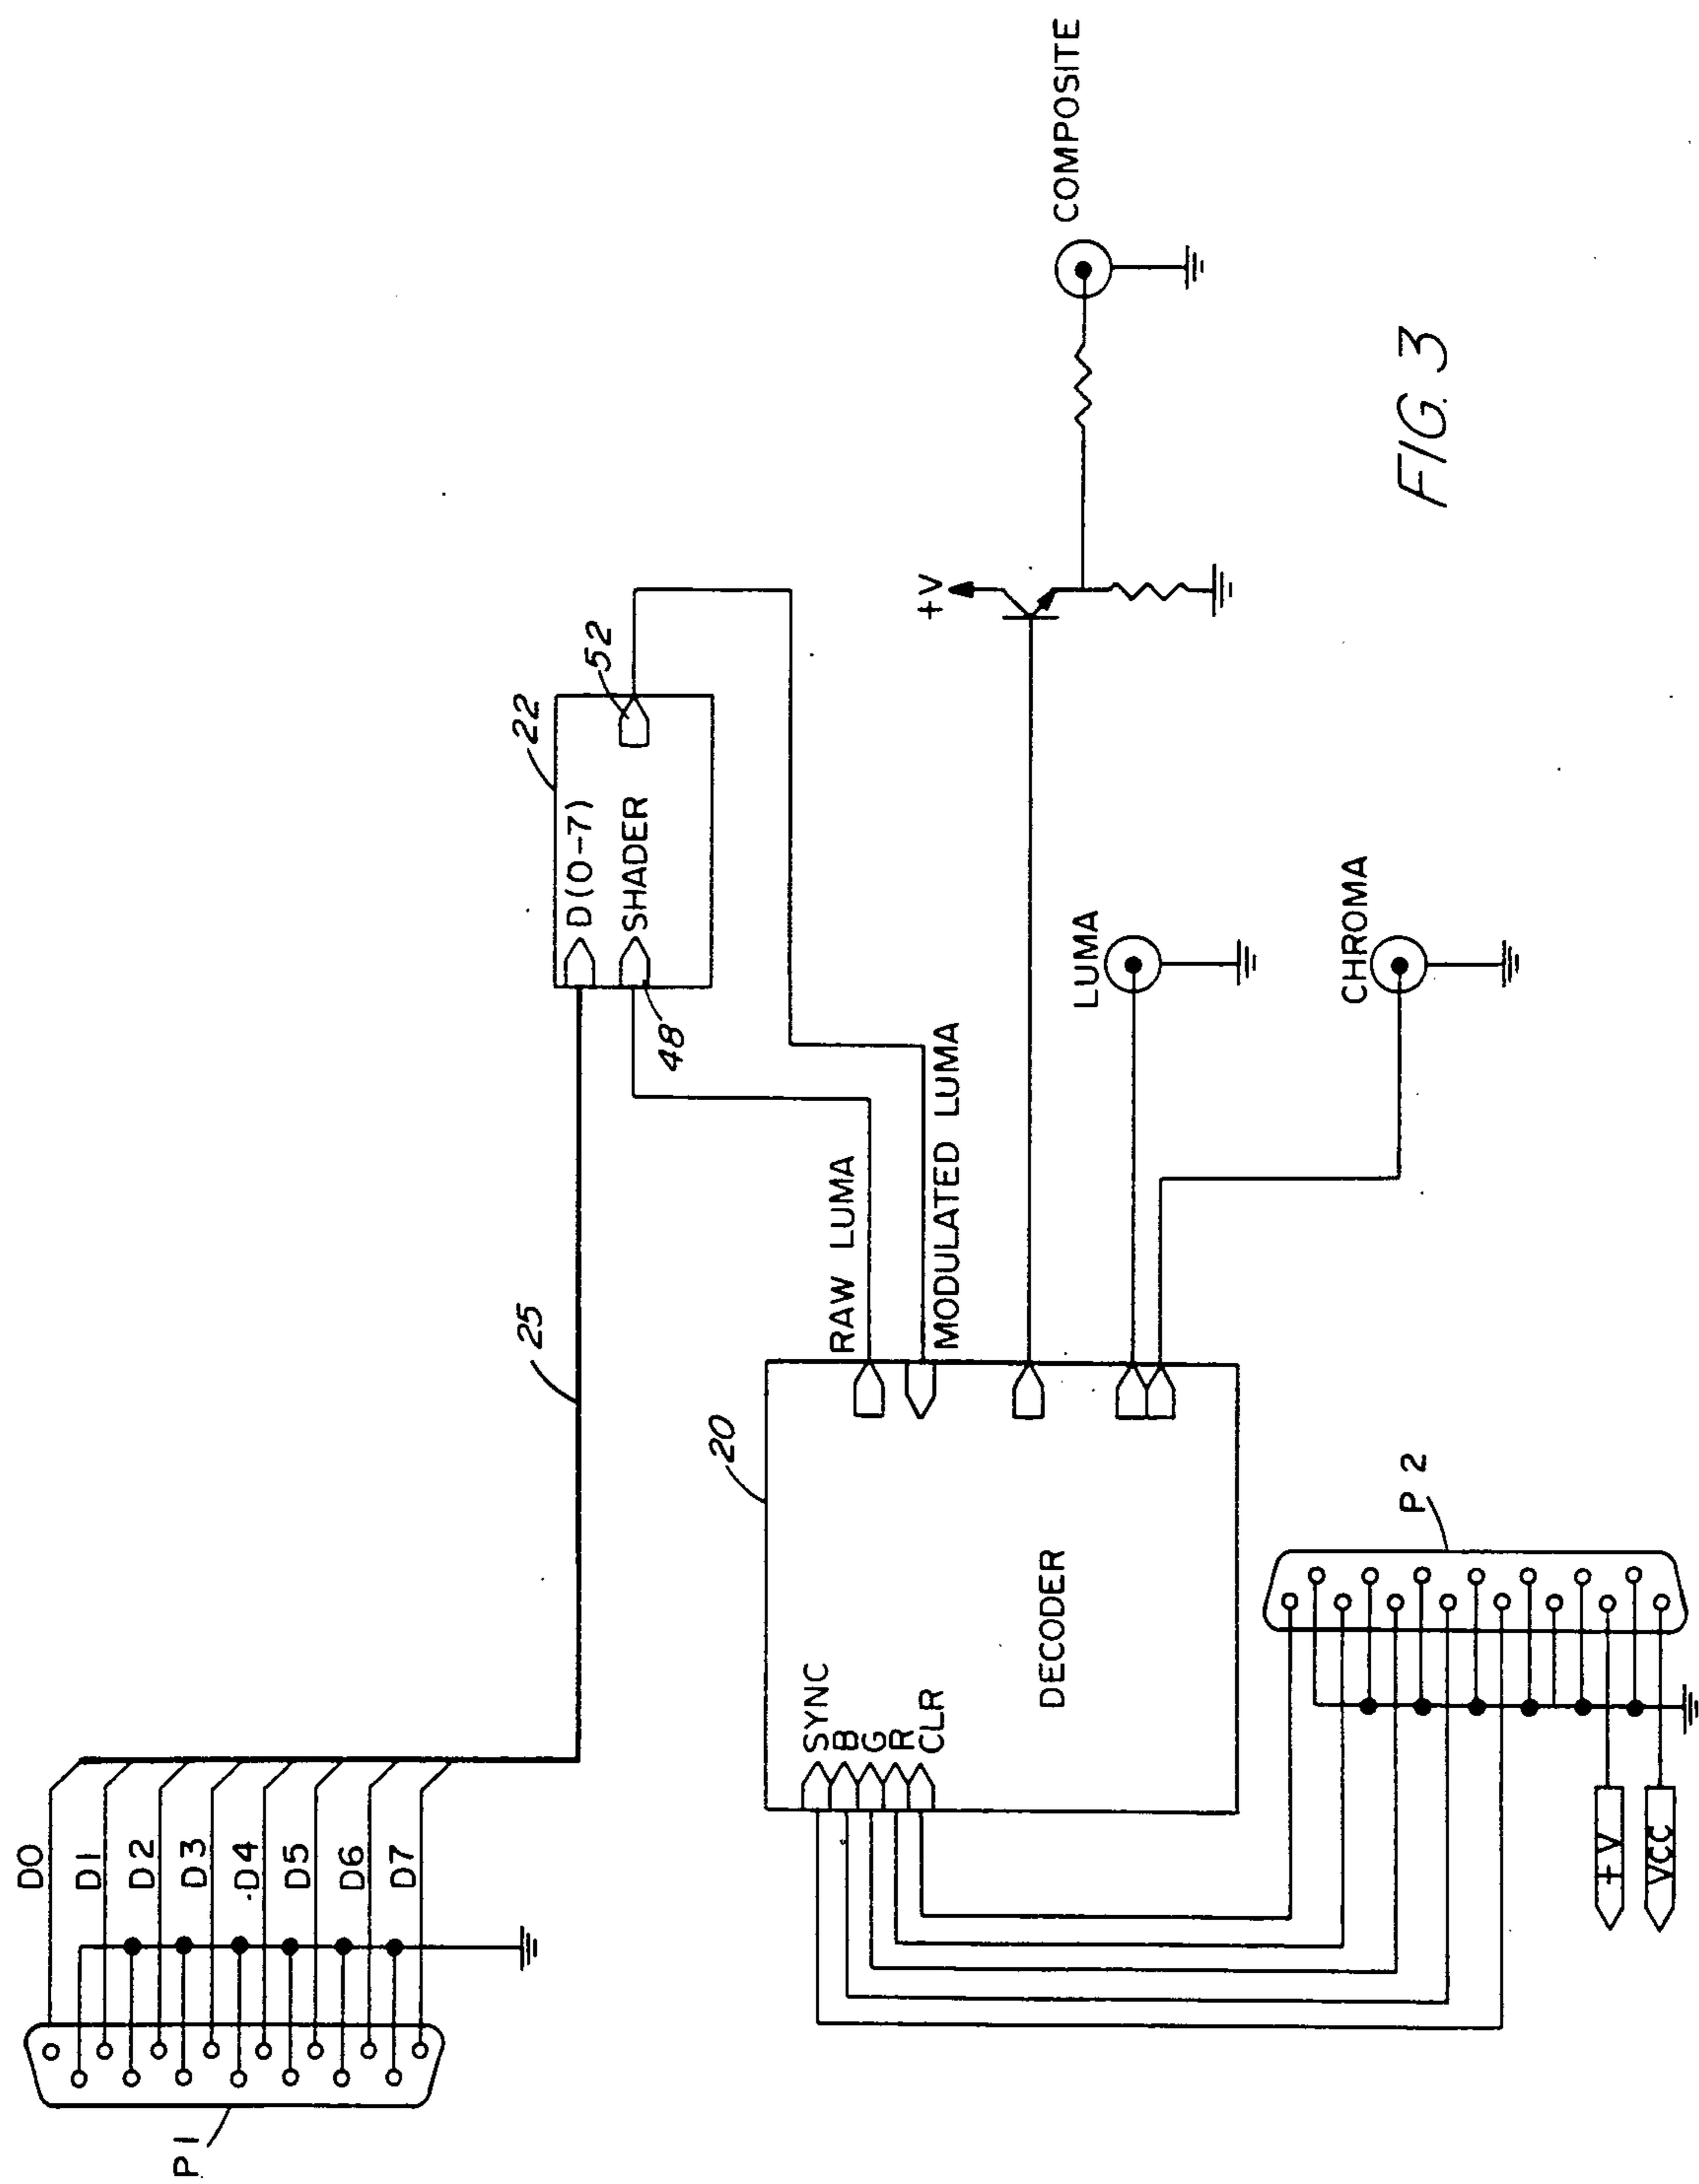 P1
D0
D1
D2
D3
D4
D5
D6
D7
25
22
D(0-7)
SHADER
48
52
20
SYNC
B
G
R
CLR
DECODER
RAW LUMA
MODULATED LUMA
+V
COMPOSITE
LUMA
CHROMA
P2
+V
VCC
FIG. 3